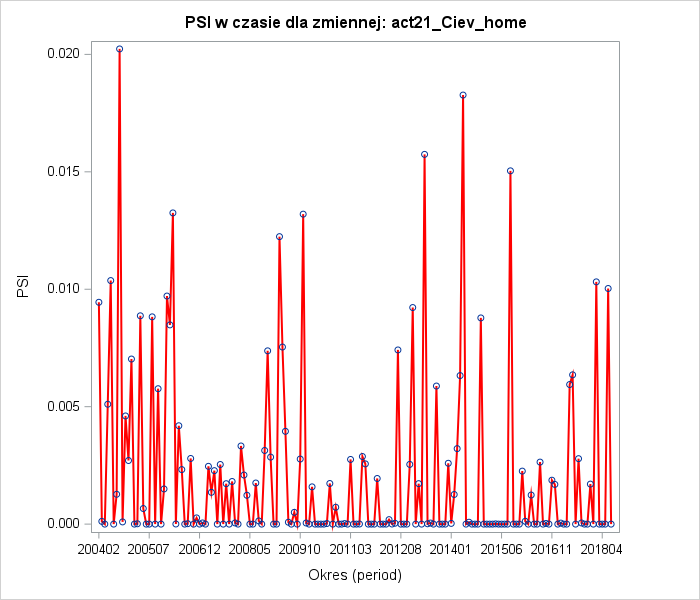 PSI w czasie dla zmiennej: act21_Ciev_home
0.020
0.015
0.010
0.005
0.000
PSI
200402 200507 200612 200805 200910 201103 201208 201401 201506 201611 201804
Okres (period)